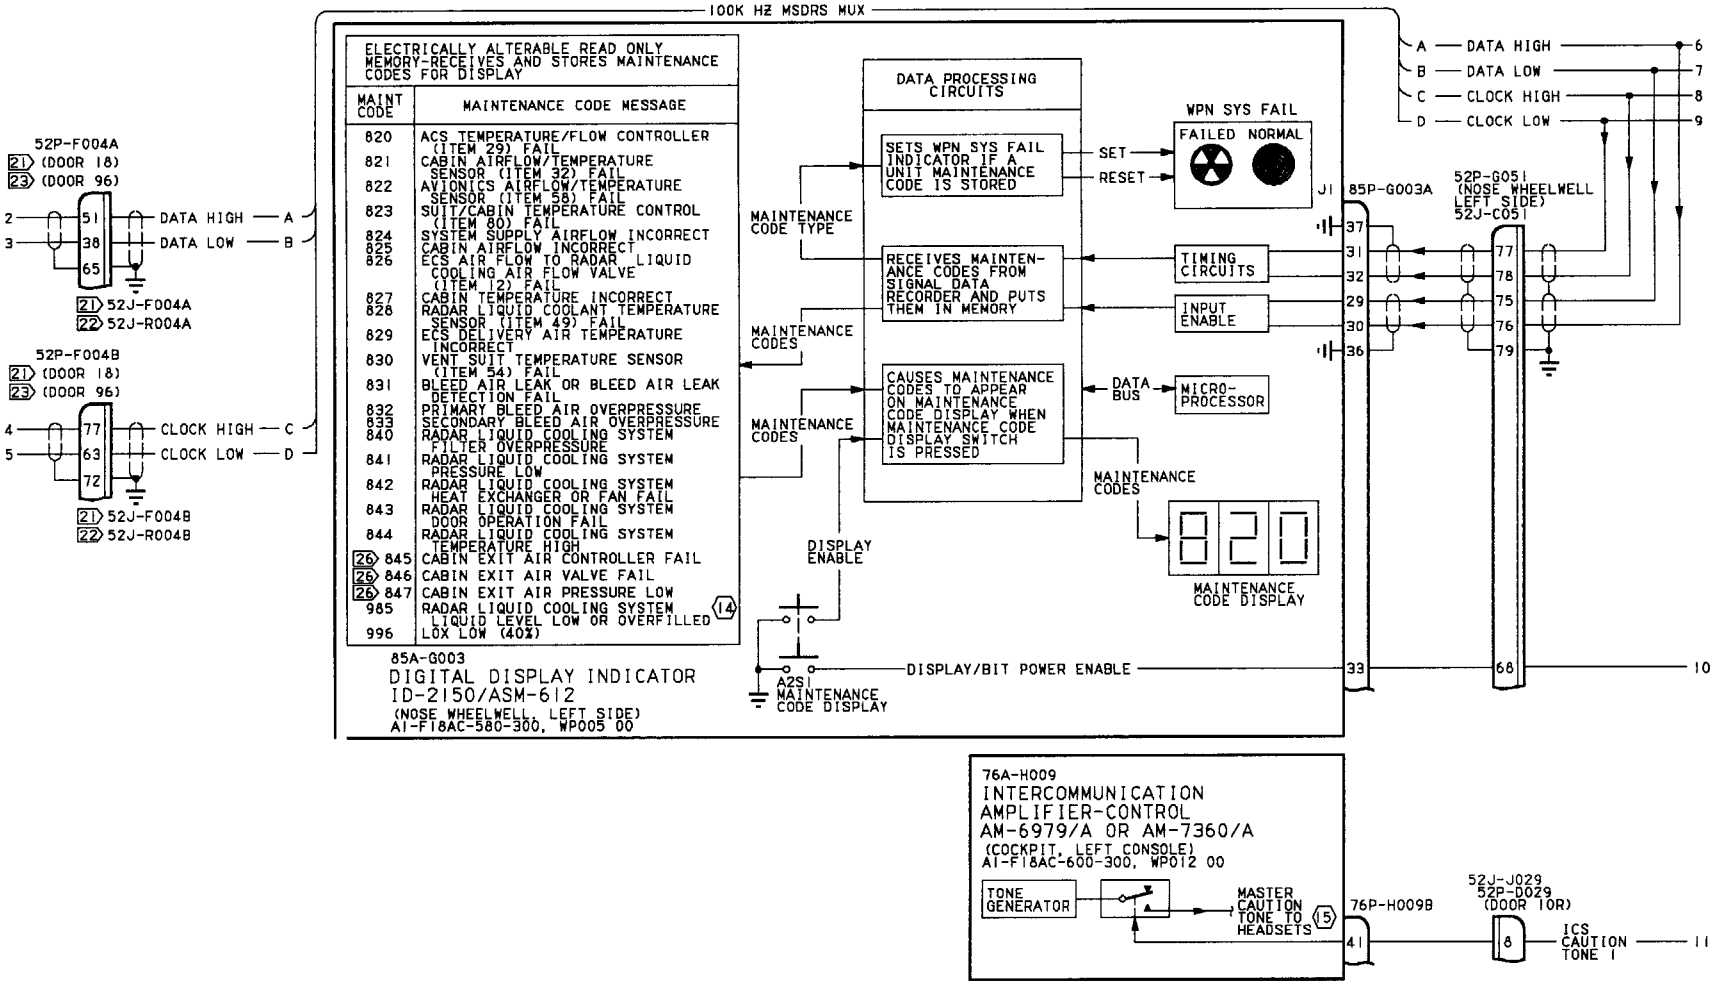 100K HZ MSDRS MUX
ELECTRICALLY ALTERABLE READ ONLY
MEMORY-RECEIVES AND STORES MAINTENANCE
CODES FOR DISPLAY
MAINT
CODE
MAINTENANCE CODE MESSAGE
820 ACS TEMPERATURE/FLOW CONTROLLER
(ITEM 29) FAIL
821 CABIN AIRFLOW/TEMPERATURE
SENSOR (ITEM 32) FAIL
822 AVIONICS AIRFLOW/TEMPERATURE
SENSOR (ITEM 58) FAIL
823 SUIT/CABIN TEMPERATURE CONTROL
(ITEM 80) FAIL
824 SYSTEM SUPPLY AIRFLOW INCORRECT
825 CABIN AIRFLOW INCORRECT
826 ECS AIR FLOW TO RADAR LIQUID
COOLING AIR FLOW VALVE
(ITEM 12) FAIL
827 CABIN TEMPERATURE INCORRECT
828 RADAR LIQUID COOLANT TEMPERATURE
SENSOR (ITEM 49) FAIL
829 ECS DELIVERY AIR TEMPERATURE
INCORRECT
830 VENT SUIT TEMPERATURE SENSOR
(ITEM 54) FAIL
831 BLEED AIR LEAK OR BLEED AIR LEAK
DETECTION FAIL
832 PRIMARY BLEED AIR OVERPRESSURE
833 SECONDARY BLEED AIR OVERPRESSURE
840 RADAR LIQUID COOLING SYSTEM
FILTER OVERPRESSURE
841 RADAR LIQUID COOLING SYSTEM
PRESSURE LOW
842 RADAR LIQUID COOLING SYSTEM
HEAT EXCHANGER OR FAN FAIL
843 RADAR LIQUID COOLING SYSTEM
DOOR OPERATION FAIL
844 RADAR LIQUID COOLING SYSTEM
TEMPERATURE HIGH
26 845 CABIN EXIT AIR CONTROLLER FAIL
26 846 CABIN EXIT AIR VALVE FAIL
26 847 CABIN EXIT AIR PRESSURE LOW
985 RADAR LIQUID COOLING SYSTEM 14
LIQUID LEVEL LOW OR OVERFILLED
996 LOX LOW (40%)
85A-G003
DIGITAL DISPLAY INDICATOR
ID-2150/ASM-612
(NOSE WHEELWELL, LEFT SIDE)
A1-F18AC-580-300, WP005 00
52P-F004A
21 (DOOR 18)
23 (DOOR 96)
2 51 DATA HIGH A
3 38 DATA LOW B
65
21 52J-F004A
22 52J-R004A
52P-F004B
21 (DOOR 18)
23 (DOOR 96)
4 77 CLOCK HIGH C
5 63 CLOCK LOW D
72
21 52J-F004B
22 52J-R004B
DATA PROCESSING
CIRCUITS
SETS WPN SYS FAIL
INDICATOR IF A
UNIT MAINTENANCE
CODE IS STORED
MAINTENANCE
CODE TYPE
RECEIVES MAINTEN-
ANCE CODES FROM
SIGNAL DATA
RECORDER AND PUTS
THEM IN MEMORY
MAINTENANCE
CODES
CAUSES MAINTENANCE
CODES TO APPEAR
ON MAINTENANCE
CODE DISPLAY WHEN
MAINTENANCE CODE
DISPLAY SWITCH
IS PRESSED
MAINTENANCE
CODES
DISPLAY
ENABLE
A2S1
MAINTENANCE
CODE DISPLAY
DISPLAY/BIT POWER ENABLE
WPN SYS FAIL
FAILED NORMAL
SET
RESET
TIMING
CIRCUITS
INPUT
ENABLE
DATA
BUS
MICRO-
PROCESSOR
MAINTENANCE
CODES
820
MAINTENANCE
CODE DISPLAY
J1 85P-G003A
37
31
32
29
30
36
33
52P-G051
(NOSE WHEELWELL
LEFT SIDE)
52J-C051
77
78
75
76
79
68
10
A DATA HIGH 6
B DATA LOW 7
C CLOCK HIGH 8
D CLOCK LOW 9
76A-H009
INTERCOMMUNICATION
AMPLIFIER-CONTROL
AM-6979/A OR AM-7360/A
(COCKPIT, LEFT CONSOLE)
A1-F18AC-600-300, WP012 00
TONE
GENERATOR
MASTER
CAUTION
TONE TO
HEADSETS
15
76P-H009B
41
52J-J029
52P-D029
(DOOR 10R)
8
ICS
CAUTION
TONE 1
11